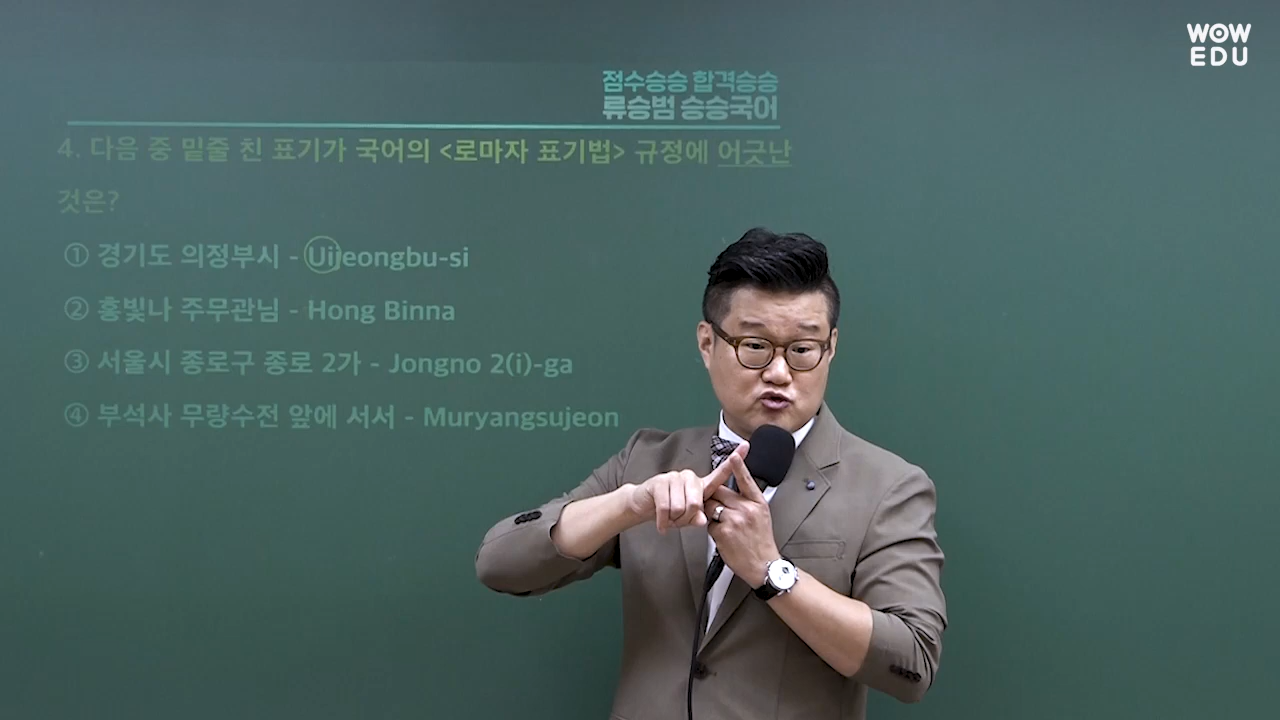 WOW
EDU
점수승승 합격승승
류승범 승승국어
4. 다음 중 밑줄 친 표기가 국어의 <로마자 표기법> 규정에 어긋난
것은?
① 경기도 의정부시 - Uijeongbu-si
② 홍빛나 주무관님 - Hong Binna
③ 서울시 종로구 종로 2가 - Jongno 2(i)-ga
④ 부석사 무량수전 앞에 서서 - Muryangsujeon